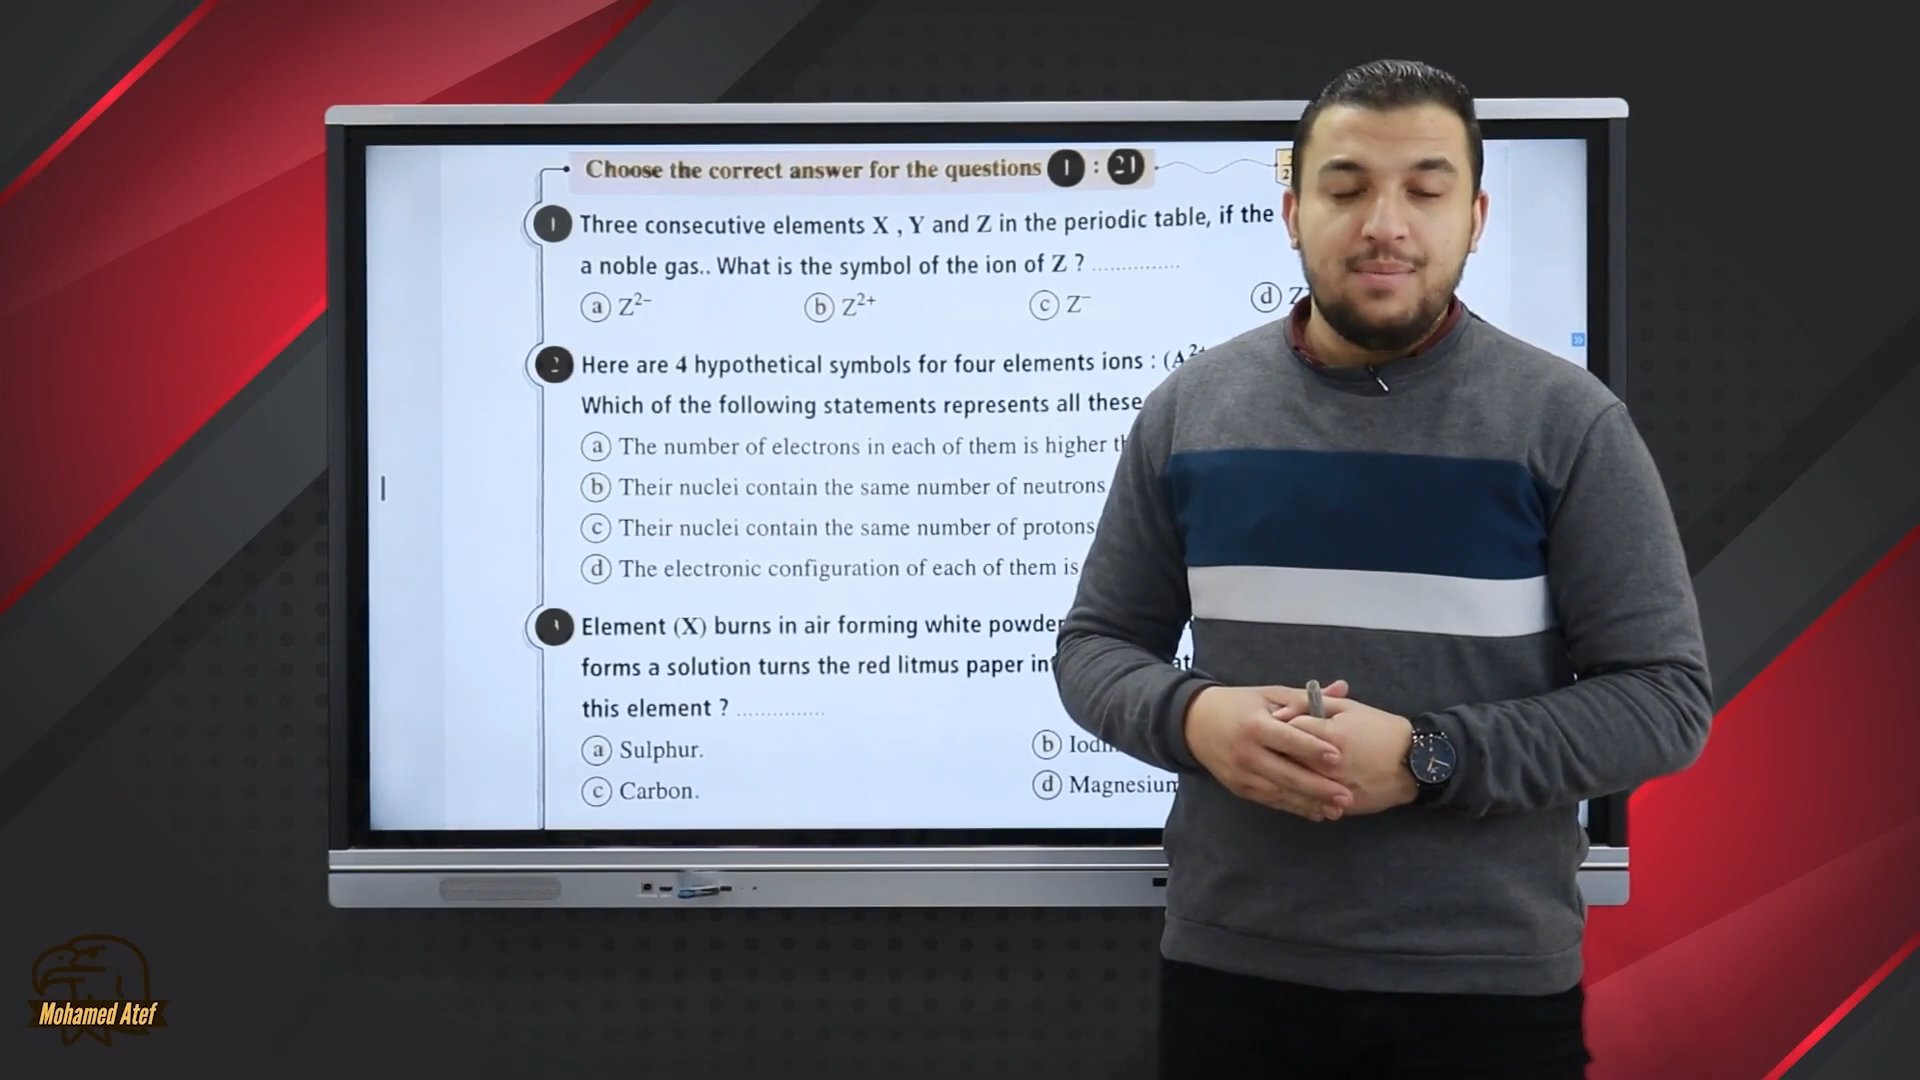 Choose the correct answer for the questions 1 : 21
1 Three consecutive elements X , Y and Z in the periodic table, if the
a noble gas.. What is the symbol of the ion of Z ? ...............
a Z²⁻ b Z²⁺ c Z⁻ d Z
2 Here are 4 hypothetical symbols for four elements ions : (A²⁺
Which of the following statements represents all these
a The number of electrons in each of them is higher
b Their nuclei contain the same number of neutrons
c Their nuclei contain the same number of protons
d The electronic configuration of each of them is
Element (X) burns in air forming white powder
forms a solution turns the red litmus paper
this element ? ...............
a Sulphur. b
c Carbon. d Magnesium
Mohamed Atef